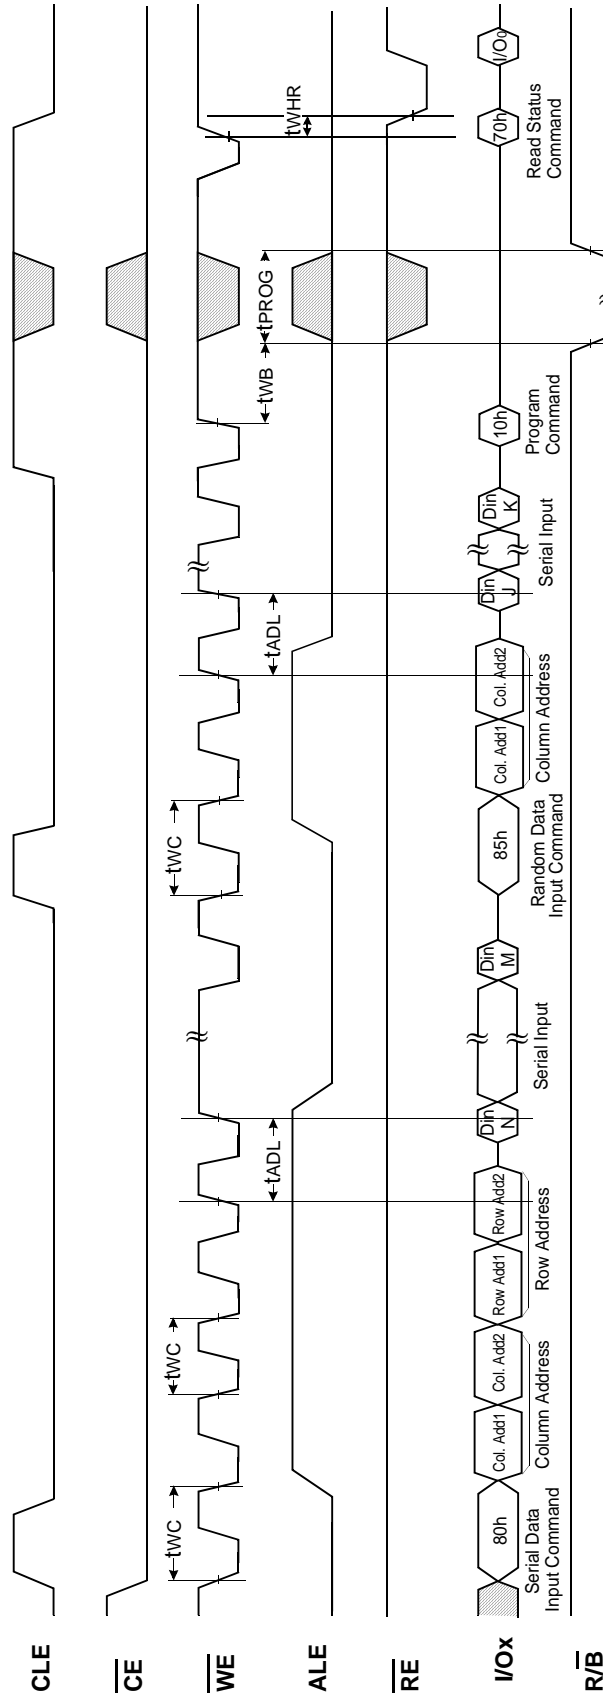 CLE
CE
WE
tWC
tWC
tWC
tADL
tADL
tWB
tPROG
tWHR
ALE
RE
I/Ox
80h
Col. Add1
Col. Add2
Row Add1
Row Add2
Din
N
Din
M
85h
Col. Add1
Col. Add2
Din
J
Din
K
10h
70h
I/O0
Serial Data
Input Command
Column Address
Row Address
Serial Input
Random Data
Input Command
Column Address
Serial Input
Program
Command
Read Status
Command
R/B